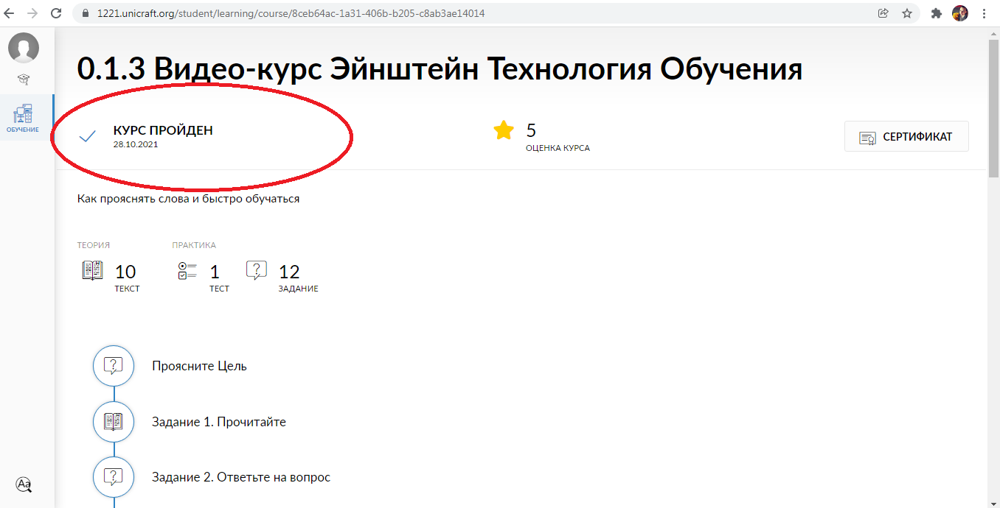 1221.unicraft.org/student/learning/course/8ceb64ac-1a31-406b-b205-c8ab3ae14014
0.1.3 Видео-курс Эйнштейн Технология Обучения
ОБУЧЕНИЕ
КУРС ПРОЙДЕН
28.10.2021
5
ОЦЕНКА КУРСА
СЕРТИФИКАТ
Как прояснять слова и быстро обучаться
ТЕОРИЯ
ПРАКТИКА
10
ТЕКСТ
1
ТЕСТ
12
ЗАДАНИЕ
Проясните Цель
Задание 1. Прочитайте
Задание 2. Ответьте на вопрос
Aa